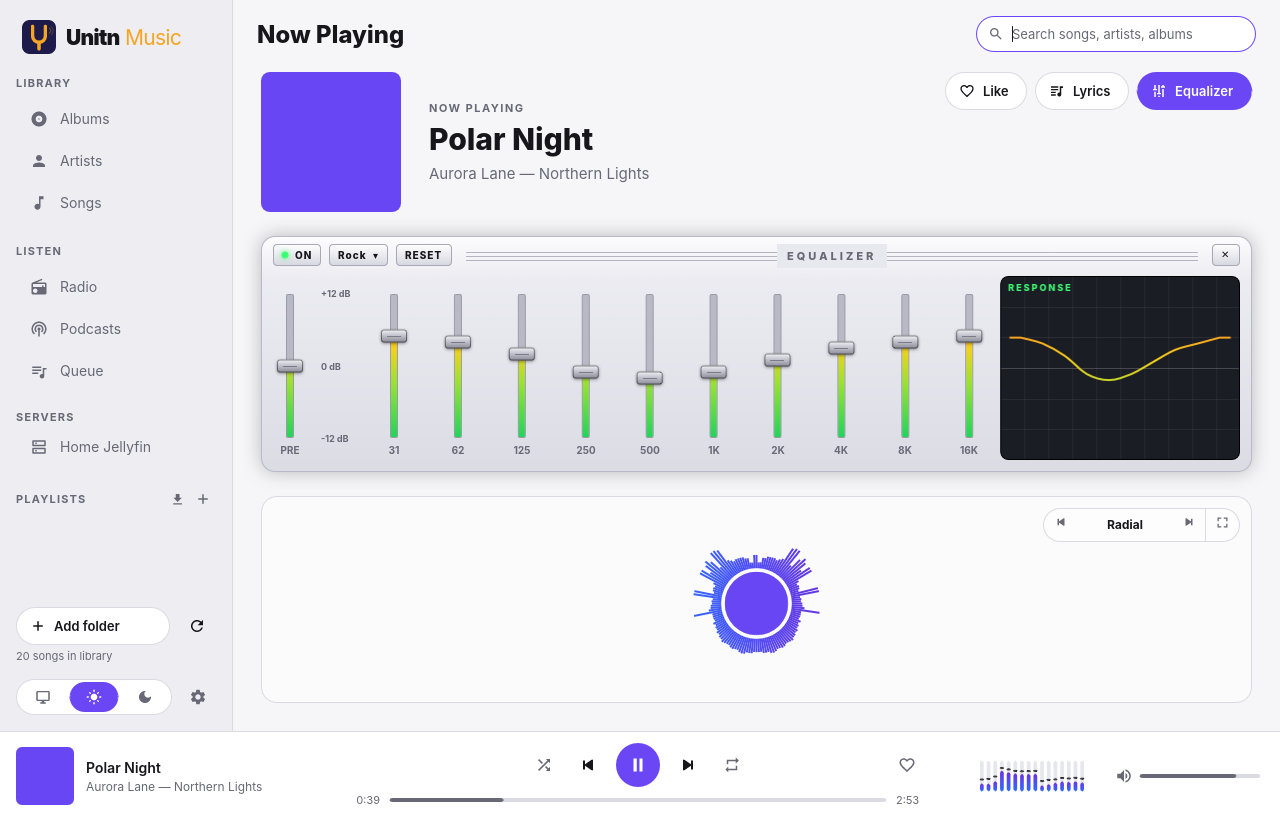 Unitn Music
LIBRARY
Albums
Artists
Songs
LISTEN
Radio
Podcasts
Queue
SERVERS
Home Jellyfin
PLAYLISTS
Add folder
20 songs in library
Now Playing
Search songs, artists, albums
NOW PLAYING
Polar Night
Aurora Lane — Northern Lights
Like
Lyrics
Equalizer
ON
Rock
RESET
EQUALIZER
+12 dB
0 dB
-12 dB
PRE
31
62
125
250
500
1K
2K
4K
8K
16K
RESPONSE
Radial
Polar Night
Aurora Lane — Northern Lights
0:39
2:53